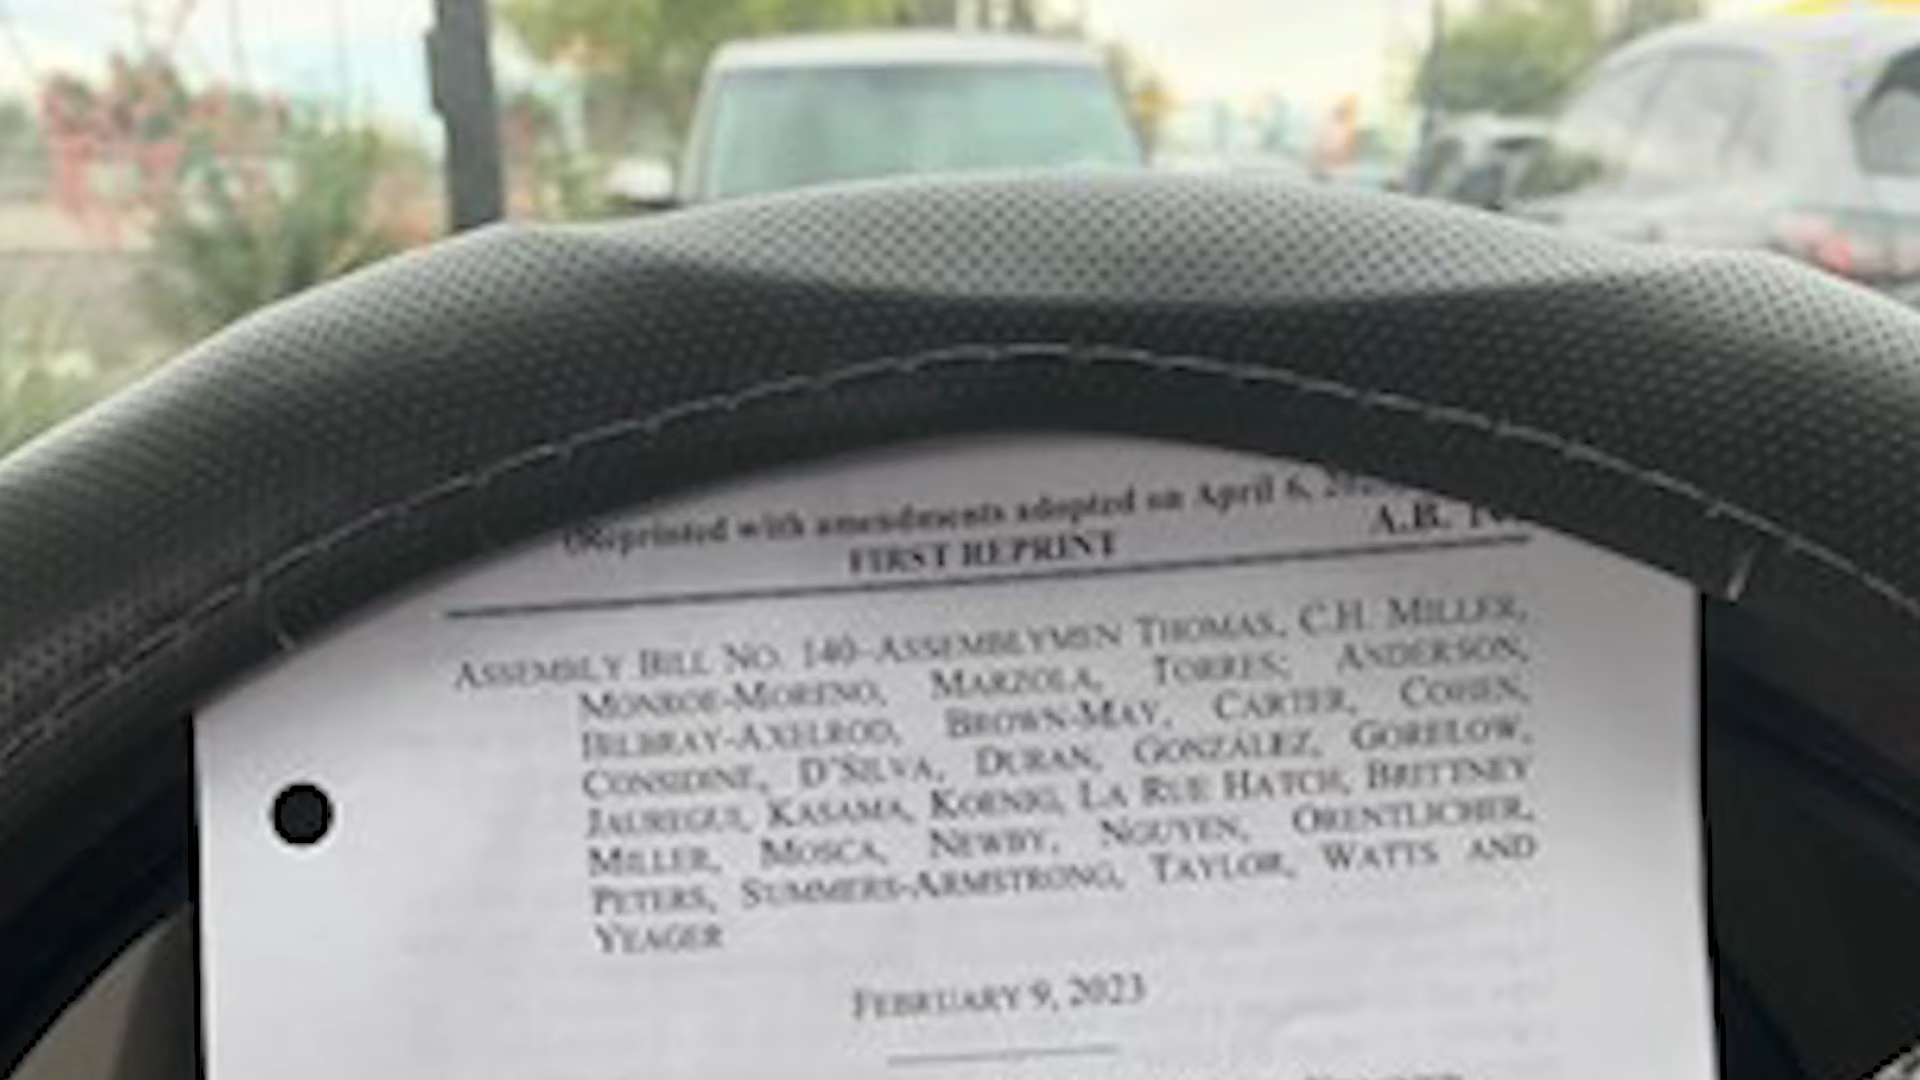 (Reprinted with amendments adopted on April 6,
FIRST REPRINT A.B.
ASSEMBLY BILL NO. 140–ASSEMBLYMEN THOMAS, C.H. MILLER,
MONROE-MORENO, MARZOLA, TORRES; ANDERSON,
BILBRAY-AXELROD, BROWN-MAY, CARTER, COHEN,
CONSIDINE, D'SILVA, DURAN, GONZÁLEZ, GORELOW,
JAUREGUI, KASAMA, KOENIG, LA RUE HATCH, BRITTNEY
MILLER, MOSCA, NEWBY, NGUYEN, ORENTLICHER,
PETERS, SUMMERS-ARMSTRONG, TAYLOR, WATTS AND
YEAGER
FEBRUARY 9, 2023